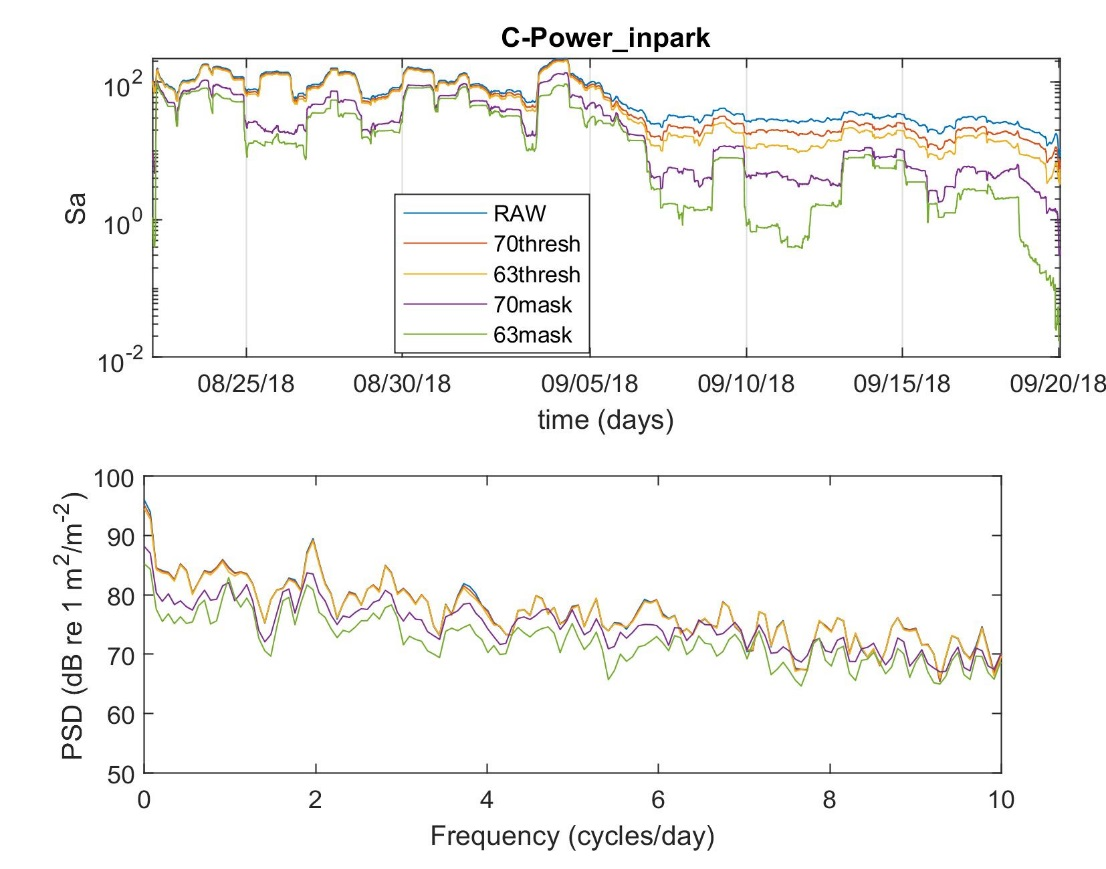 C-Power_inpark
Sa
10^2
10^0
10^-2
RAW
70thresh
63thresh
70mask
63mask
08/25/18 08/30/18 09/05/18 09/10/18 09/15/18 09/20/18
time (days)
PSD (dB re 1 m^2/m^-2)
100
90
80
70
60
50
0 2 4 6 8 10
Frequency (cycles/day)